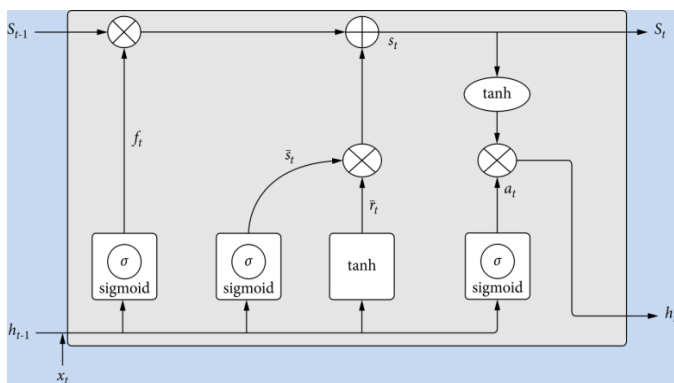 S_{t-1}
s_t
S_t
tanh
f_t
s̄_t
a_t
r̄_t
σ
sigmoid
σ
sigmoid
tanh
σ
sigmoid
h_{t-1}
h_t
x_t